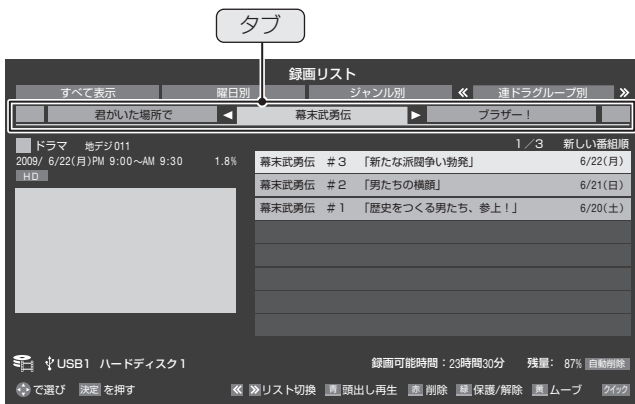 タブ
録画リスト
すべて表示 曜日別 ジャンル別 ≪ 連ドラグループ別 ≫
君がいた場所で ◀ 幕末武勇伝 ▶ ブラザー！
ドラマ 地デジ011 1／3 新しい番組順
2009/ 6/22(月)PM 9:00～AM 9:30 1.8%
HD
幕末武勇伝 ＃３ 「新たな派閥争い勃発」 6/22(月)
幕末武勇伝 ＃２ 「男たちの横顔」 6/21(日)
幕末武勇伝 ＃１ 「歴史をつくる男たち、参上！」 6/20(土)
USB1 ハードディスク1 録画可能時間：23時間30分 残量： 87% 自動削除
で選び 決定 を押す ≪ ≫リスト切換 青 頭出し再生 赤 削除 緑 保護/解除 黄 ムーブ クイック